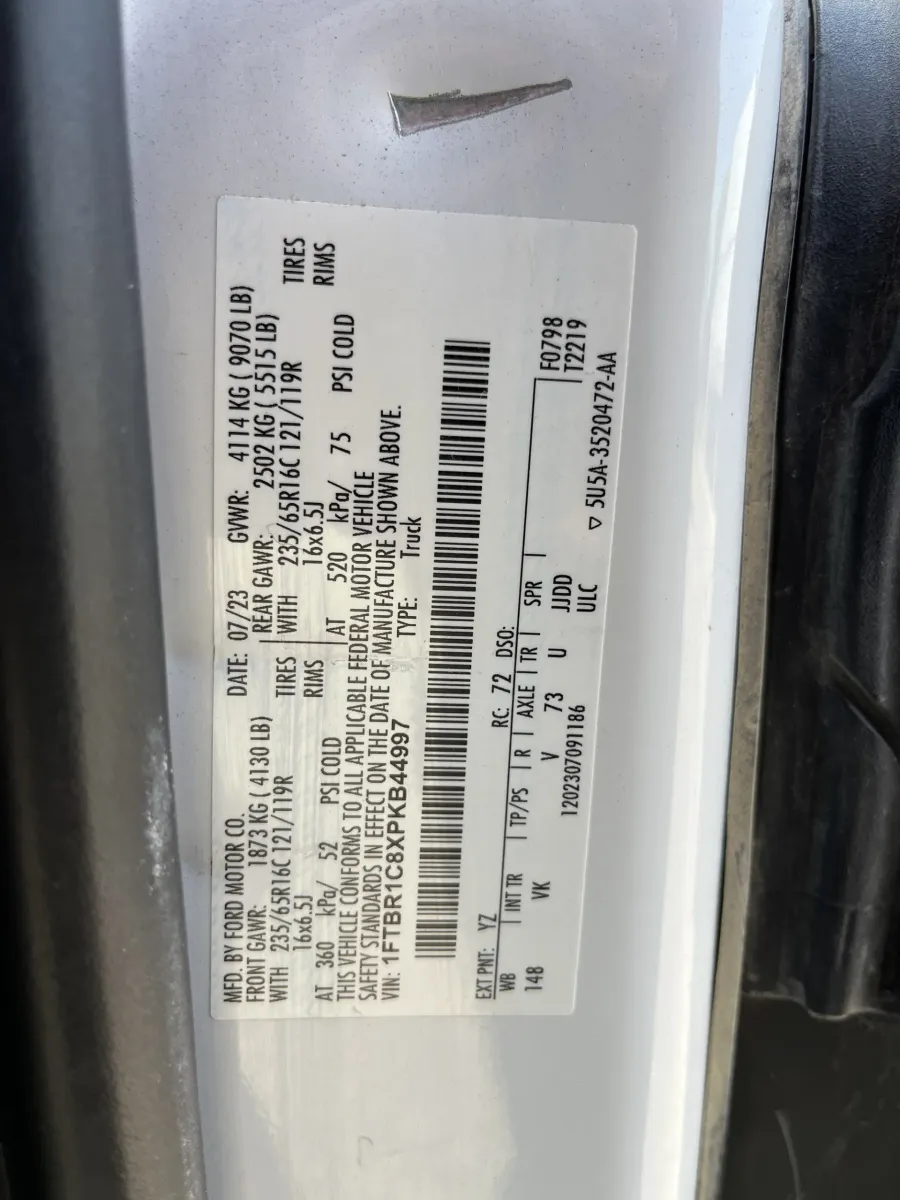 MFD. BY FORD MOTOR CO. DATE: 07/23 GVWR: 4114 KG ( 9070 LB)
FRONT GAWR: 1873 KG ( 4130 LB) REAR GAWR: 2502 KG ( 5515 LB)
WITH 235/65R16C 121/119R TIRES WITH 235/65R16C 121/119R TIRES
16x6.5J RIMS 16x6.5J RIMS
AT 360 kPa/ 52 PSI COLD AT 520 kPa/ 75 PSI COLD
THIS VEHICLE CONFORMS TO ALL APPLICABLE FEDERAL MOTOR VEHICLE
SAFETY STANDARDS IN EFFECT ON THE DATE OF MANUFACTURE SHOWN ABOVE.
VIN: 1FTBR1C8XPKB44997 TYPE: Truck
EXT PNT: YZ RC: 72 DSO:
WB INT TR TP/PS R AXLE TR SPR F0798
148 VK V 73 U JJDD T2219
1202307091186 ULC
▽ 5U5A-3520472-AA